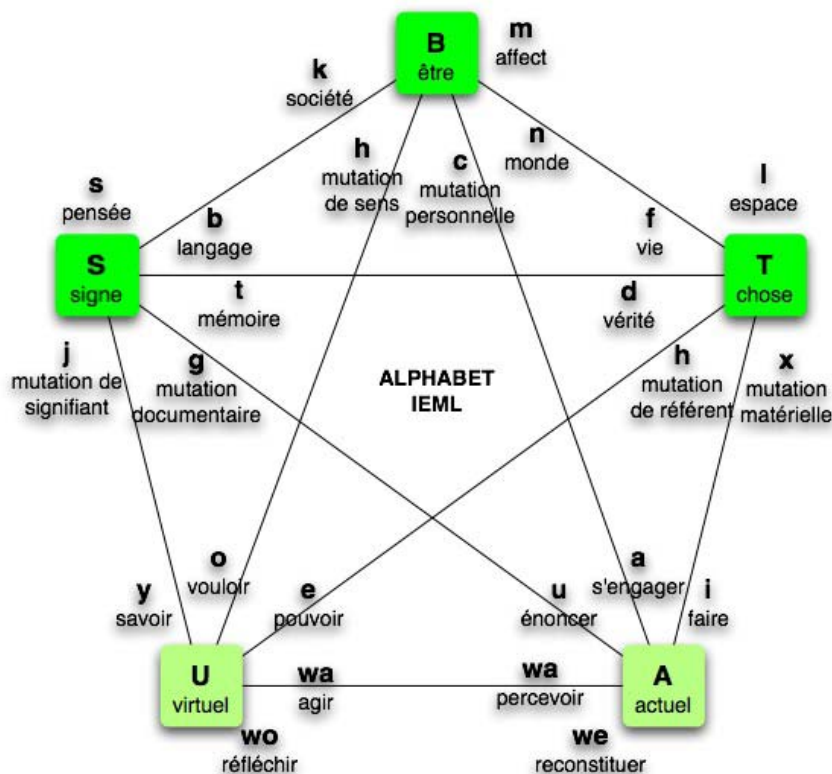 B
être
m
affect
k
société
h
mutation
de sens
c
mutation
personnelle
n
monde
s
pensée
l
espace
b
langage
f
vie
S
signe
T
chose
t
mémoire
d
vérité
j
mutation de
signifiant
g
mutation
documentaire
ALPHABET
IEML
h
mutation
de référent
x
mutation
matérielle
y
savoir
o
vouloir
e
pouvoir
u
énoncer
a
s'engager
i
faire
U
virtuel
wa
agir
wa
percevoir
A
actuel
wo
réfléchir
we
reconstituer